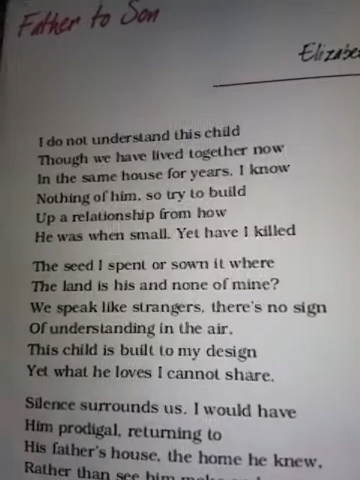 Father to Son
I do not understand this child
Though we have lived together now
In the same house for years. I know
Nothing of him, so try to build
Up a relationship from how
He was when small. Yet have I killed
The seed I spent or sown it where
The land is his and none of mine?
We speak like strangers, there's no sign
Of understanding in the air.
This child is built to my design
Yet what he loves I cannot share.
Silence surrounds us. I would have
Him prodigal, returning to
His father's house, the home he knew,
Rather than see him make